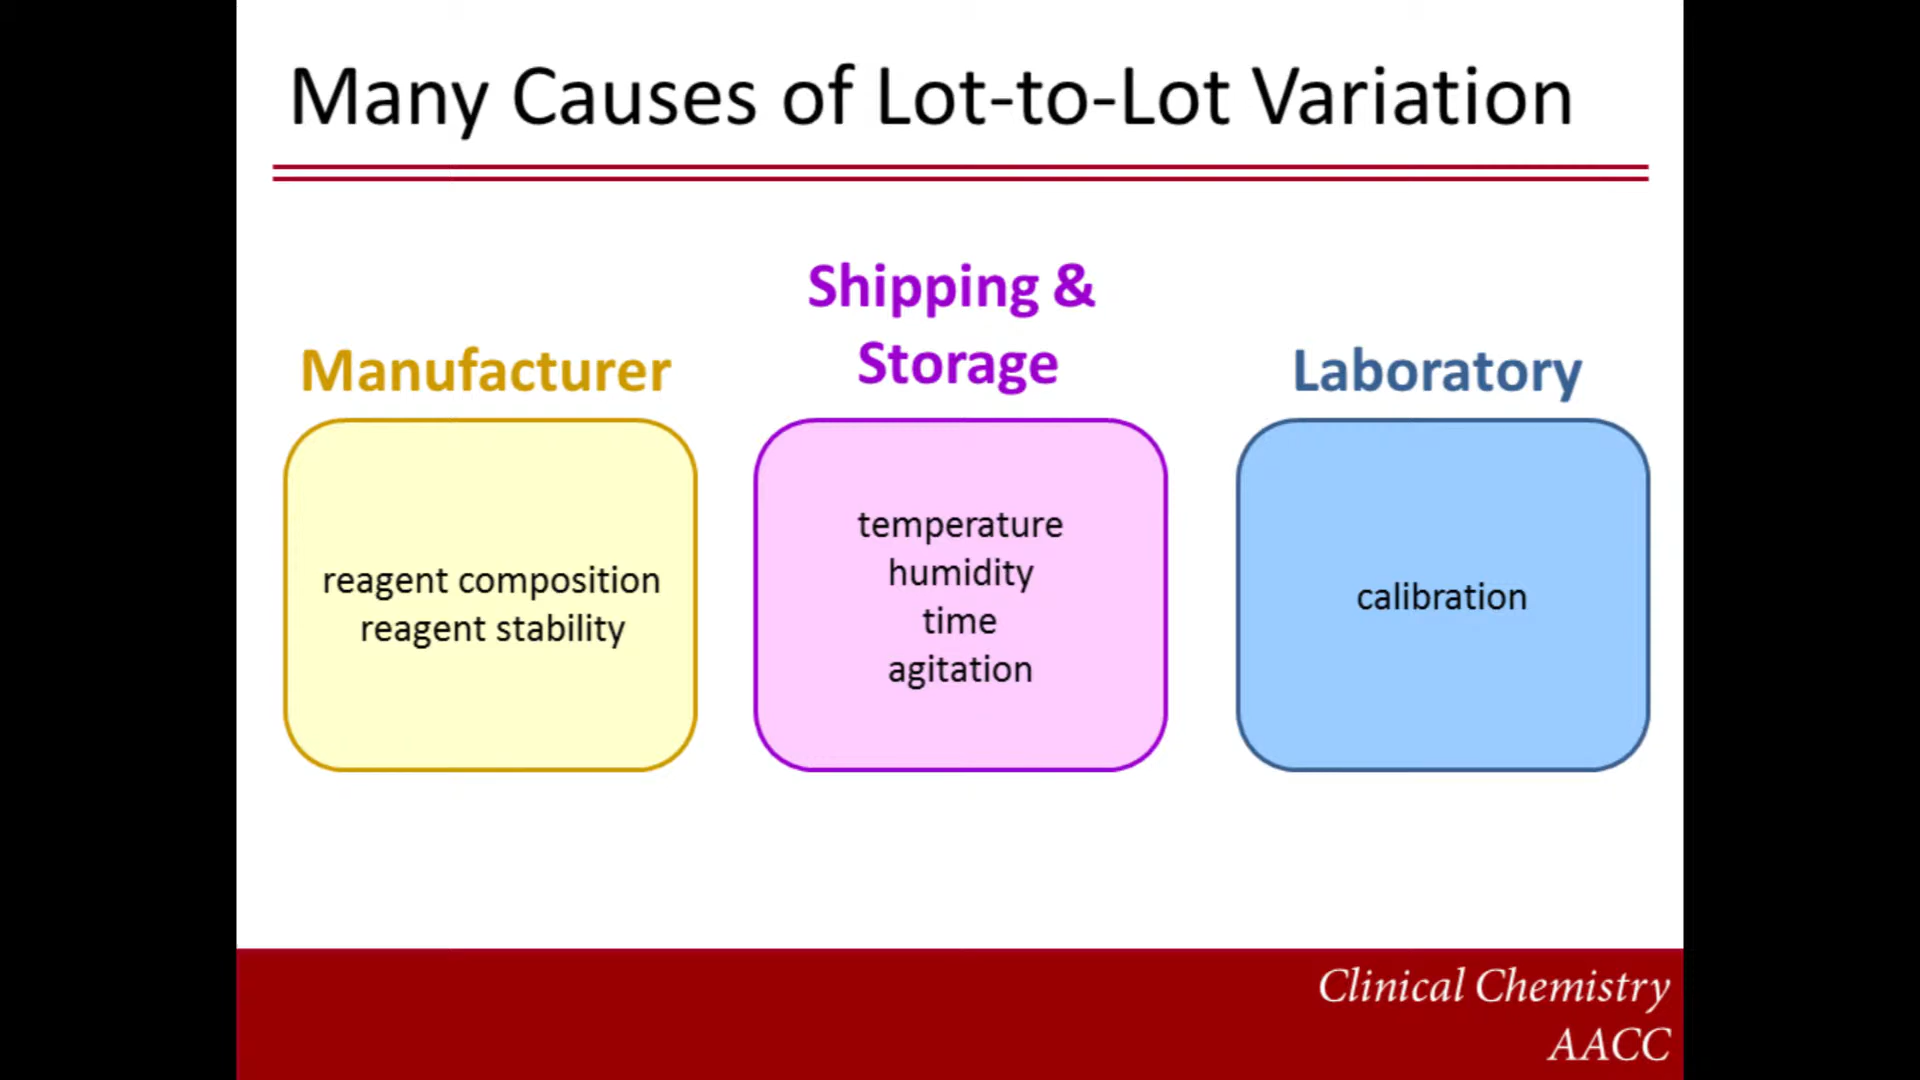 Many Causes of Lot-to-Lot Variation
Manufacturer
reagent composition
reagent stability
Shipping &
Storage
temperature
humidity
time
agitation
Laboratory
calibration
Clinical Chemistry
AACC